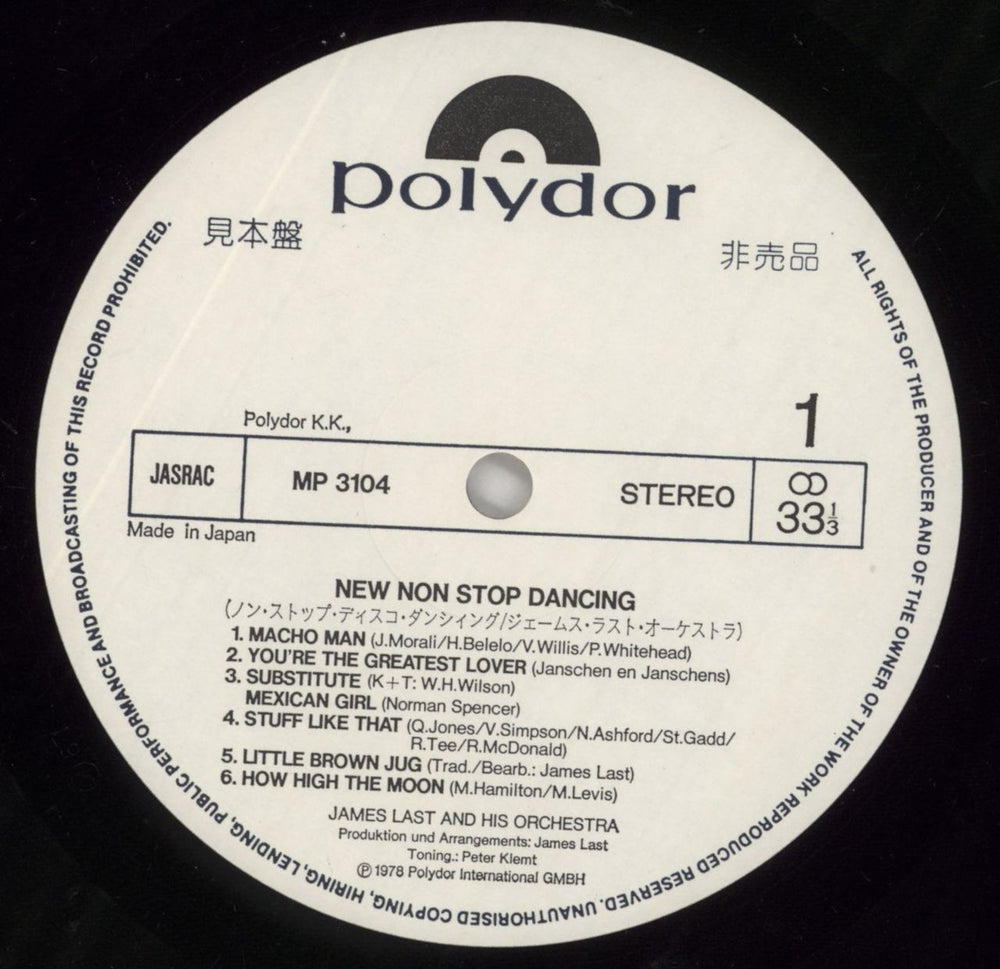 polydor
見本盤
非売品
Polydor K.K.,
1
JASRAC
MP 3104
STEREO
33⅓
Made in Japan
NEW NON STOP DANCING
(ノン・ストップ・ディスコ・ダンシィング/ジェームス・ラスト・オーケストラ)
1. MACHO MAN (J.Morali/H.Belelo/V.Willis/P.Whitehead)
2. YOU'RE THE GREATEST LOVER (Janschen en Janschens)
3. SUBSTITUTE (K+T: W.H.Wilson)
MEXICAN GIRL (Norman Spencer)
4. STUFF LIKE THAT (Q.Jones/V.Simpson/N.Ashford/St.Gadd/
R.Tee/R.McDonald)
5. LITTLE BROWN JUG (Trad./Bearb.: James Last)
6. HOW HIGH THE MOON (M.Hamilton/M.Levis)
JAMES LAST AND HIS ORCHESTRA
Produktion und Arrangements: James Last
Toning.: Peter Klemt
Ⓟ 1978 Polydor International GMBH
ALL RIGHTS OF THE PRODUCER AND OF THE OWNER OF THE WORK REPRODUCED RESERVED. UNAUTHORISED COPYING, HIRING, LENDING, PUBLIC PERFORMANCE AND BROADCASTING OF THIS RECORD PROHIBITED.